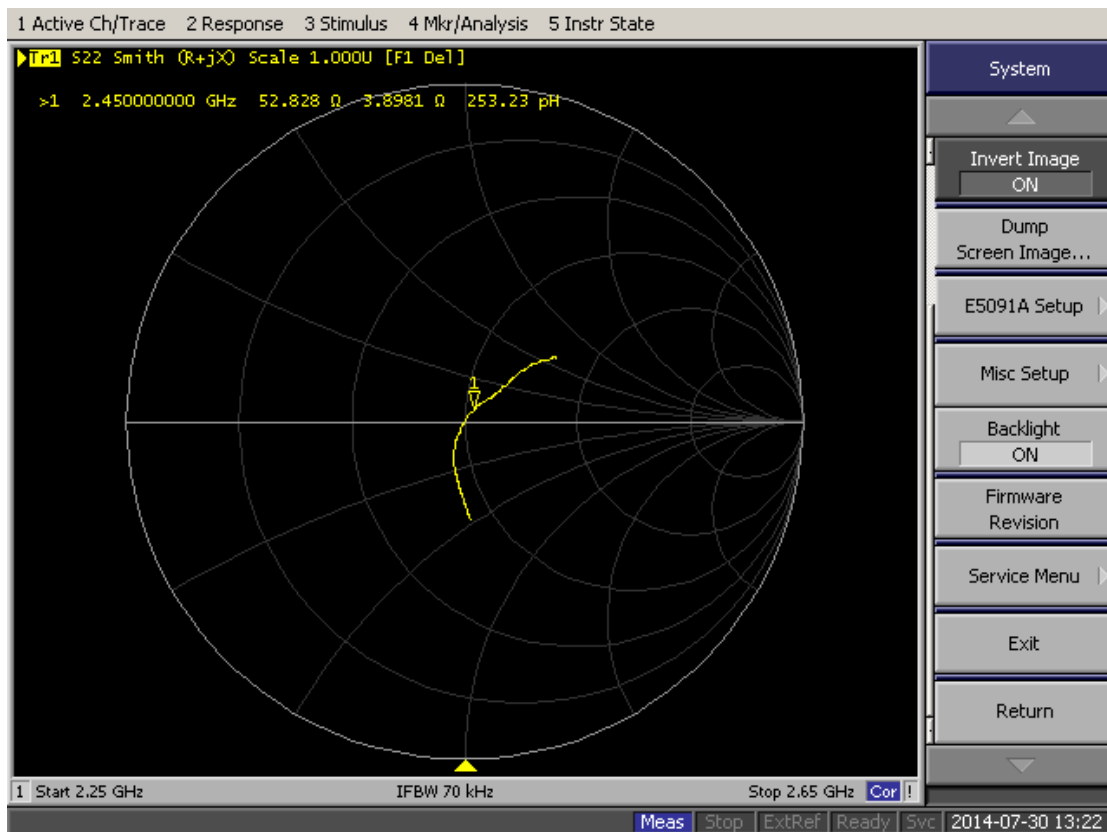 1 Active Ch/Trace 2 Response 3 Stimulus 4 Mkr/Analysis 5 Instr State
Tr1 S22 Smith (R+jX) Scale 1.000U [F1 Del]
>1 2.450000000 GHz 52.828 Ω 3.8981 Ω 253.23 pH
1
System
Invert Image
ON
Dump
Screen Image...
E5091A Setup
Misc Setup
Backlight
ON
Firmware
Revision
Service Menu
Exit
Return
1 Start 2.25 GHz IFBW 70 kHz Stop 2.65 GHz Cor !
Meas Stop ExtRef Ready Svc 2014-07-30 13:22